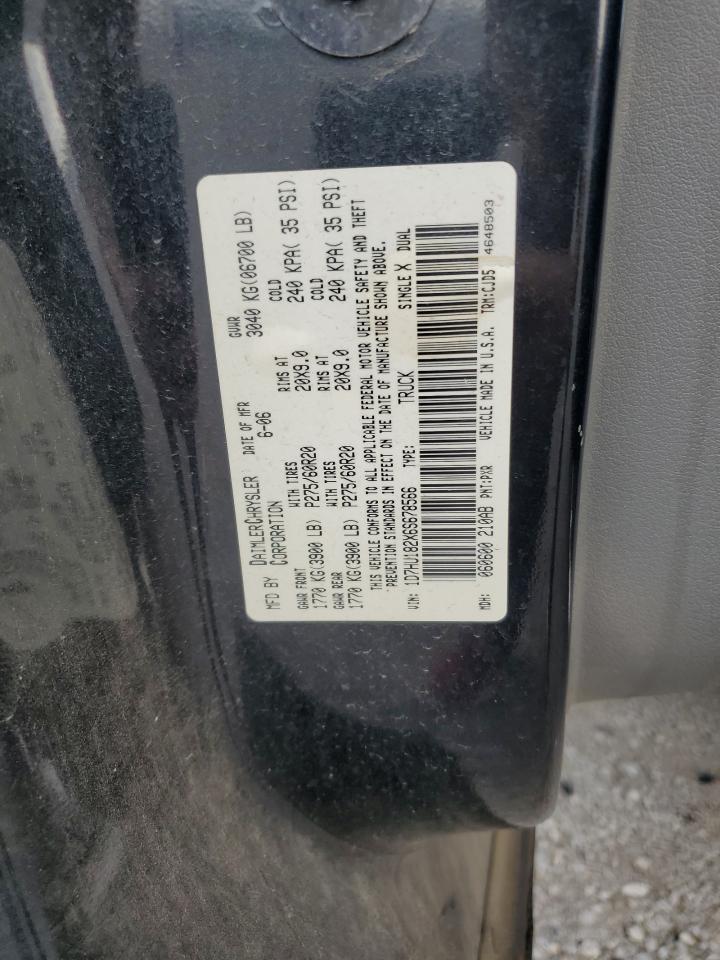 MFD BY DAIMLERCHRYSLER CORPORATION DATE OF MFR 6-06 GVWR 3040 KG(06700 LB)
GAWR FRONT WITH TIRES RIMS AT COLD
1770 KG(3900 LB) P275/60R20 20X9.0 240 KPA( 35 PSI)
GAWR REAR WITH TIRES RIMS AT COLD
1770 KG(3900 LB) P275/60R20 20X9.0 240 KPA( 35 PSI)
THIS VEHICLE CONFORMS TO ALL APPLICABLE FEDERAL MOTOR VEHICLE SAFETY AND THEFT
PREVENTION STANDARDS IN EFFECT ON THE DATE OF MANUFACTURE SHOWN ABOVE.
VIN: 1D7HU182X6S678566 TYPE: TRUCK SINGLE X DUAL
MDH: 060600 210AB PNT:PXR VEHICLE MADE IN U.S.A. TRM:CJD5 4648503